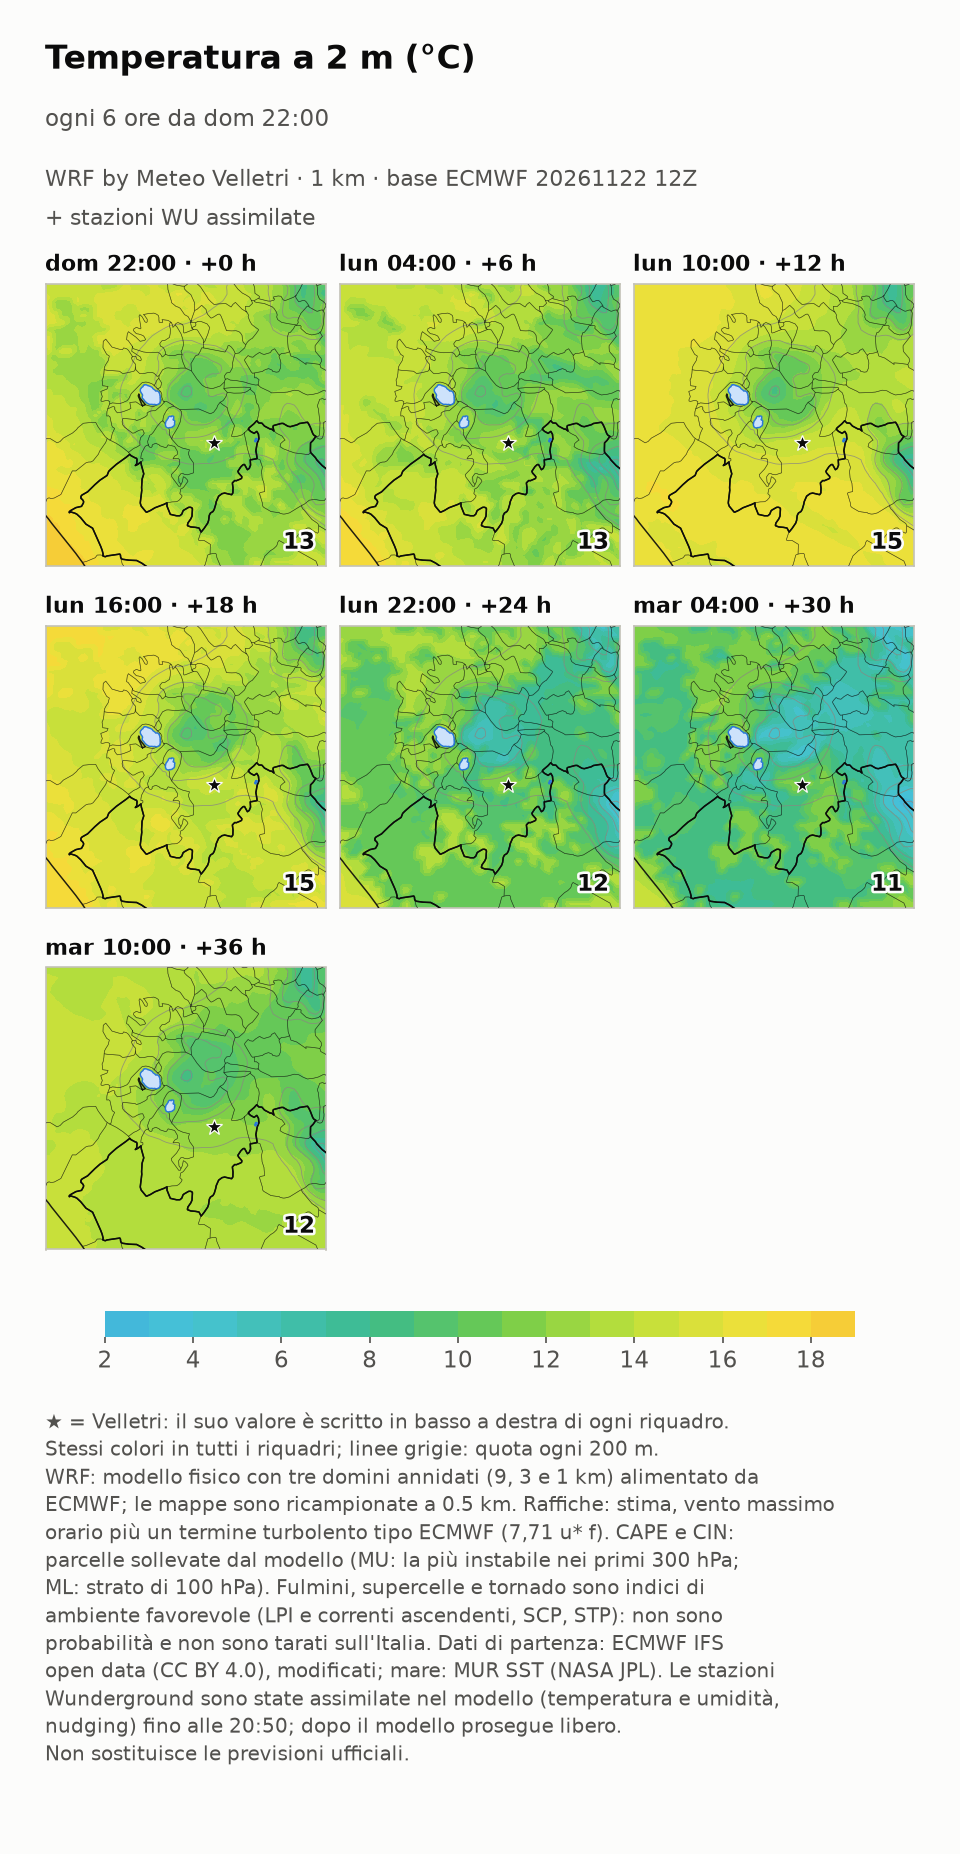 Temperatura a 2 m (°C)
ogni 6 ore da dom 22:00
WRF by Meteo Velletri · 1 km · base ECMWF 20261122 12Z
+ stazioni WU assimilate
dom 22:00 · +0 h
lun 04:00 · +6 h
lun 10:00 · +12 h
13
13
15
lun 16:00 · +18 h
lun 22:00 · +24 h
mar 04:00 · +30 h
15
12
11
mar 10:00 · +36 h
12
2 4 6 8 10 12 14 16 18
★ = Velletri: il suo valore è scritto in basso a destra di ogni riquadro.
Stessi colori in tutti i riquadri; linee grigie: quota ogni 200 m.
WRF: modello fisico con tre domini annidati (9, 3 e 1 km) alimentato da
ECMWF; le mappe sono ricampionate a 0.5 km. Raffiche: stima, vento massimo
orario più un termine turbolento tipo ECMWF (7,71 u* f). CAPE e CIN:
parcelle sollevate dal modello (MU: la più instabile nei primi 300 hPa;
ML: strato di 100 hPa). Fulmini, supercelle e tornado sono indici di
ambiente favorevole (LPI e correnti ascendenti, SCP, STP): non sono
probabilità e non sono tarati sull'Italia. Dati di partenza: ECMWF IFS
open data (CC BY 4.0), modificati; mare: MUR SST (NASA JPL). Le stazioni
Wunderground sono state assimilate nel modello (temperatura e umidità,
nudging) fino alle 20:50; dopo il modello prosegue libero.
Non sostituisce le previsioni ufficiali.